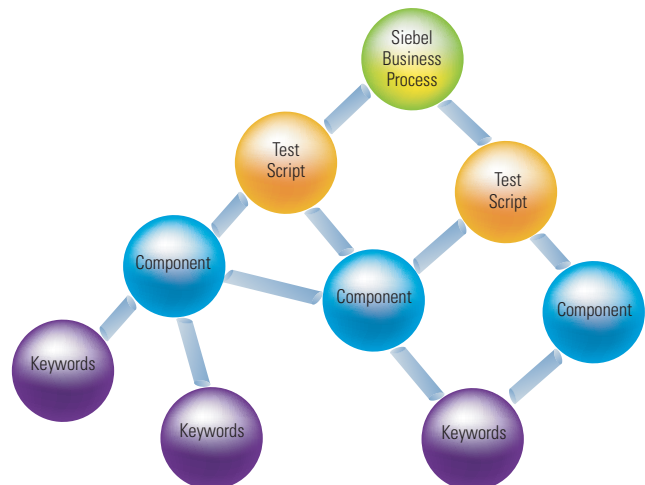 Siebel
Business
Process
Test
Script
Test
Script
Component
Component
Component
Keywords
Keywords
Keywords